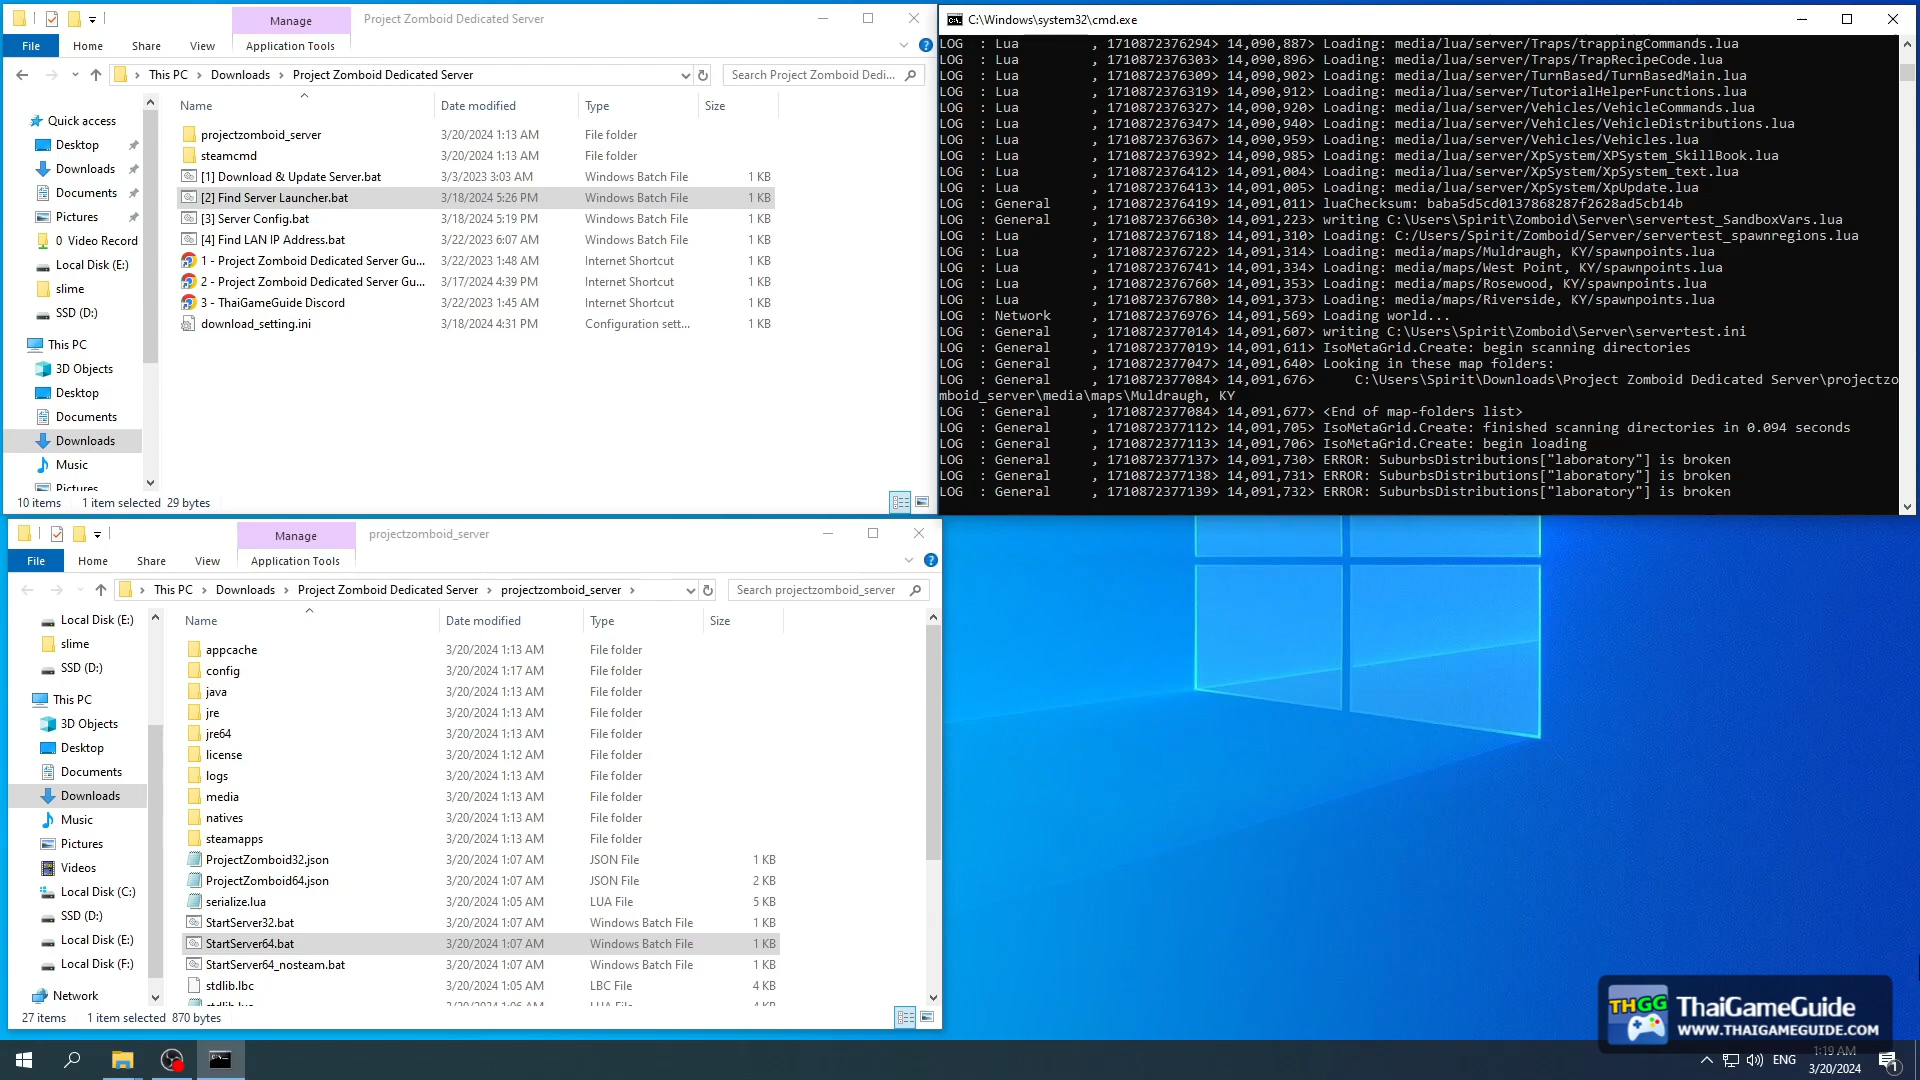 Manage
Project Zomboid Dedicated Server
File
Home
Share
View
Application Tools
This PC
Downloads
Project Zomboid Dedicated Server
Search Project Zomboid Dedi...
Quick access
Desktop
Downloads
Documents
Pictures
0 Video Record
Local Disk (E:)
slime
SSD (D:)
This PC
3D Objects
Desktop
Documents
Downloads
Music
Pictures
Name Date modified Type Size
projectzomboid_server 3/20/2024 1:13 AM File folder
steamcmd 3/20/2024 1:13 AM File folder
[1] Download & Update Server.bat 3/3/2023 3:03 AM Windows Batch File 1 KB
[2] Find Server Launcher.bat 3/18/2024 5:26 PM Windows Batch File 1 KB
[3] Server Config.bat 3/18/2024 5:19 PM Windows Batch File 1 KB
[4] Find LAN IP Address.bat 3/22/2023 6:07 AM Windows Batch File 1 KB
1 - Project Zomboid Dedicated Server Gu... 3/22/2023 1:48 AM Internet Shortcut 1 KB
2 - Project Zomboid Dedicated Server Gu... 3/17/2024 4:39 PM Internet Shortcut 1 KB
3 - ThaiGameGuide Discord 3/22/2023 1:45 AM Internet Shortcut 1 KB
download_setting.ini 3/18/2024 4:31 PM Configuration sett... 1 KB
10 items 1 item selected 29 bytes
C:\Windows\system32\cmd.exe
LOG : Lua , 1710872376294> 14,090,887> Loading: media/lua/server/Traps/trappingCommands.lua
LOG : Lua , 1710872376303> 14,090,896> Loading: media/lua/server/Traps/TrapRecipeCode.lua
LOG : Lua , 1710872376309> 14,090,902> Loading: media/lua/server/TurnBased/TurnBasedMain.lua
LOG : Lua , 1710872376319> 14,090,912> Loading: media/lua/server/TutorialHelperFunctions.lua
LOG : Lua , 1710872376327> 14,090,920> Loading: media/lua/server/Vehicles/VehicleCommands.lua
LOG : Lua , 1710872376347> 14,090,940> Loading: media/lua/server/Vehicles/VehicleDistributions.lua
LOG : Lua , 1710872376367> 14,090,959> Loading: media/lua/server/Vehicles/Vehicles.lua
LOG : Lua , 1710872376392> 14,090,985> Loading: media/lua/server/XpSystem/XPSystem_SkillBook.lua
LOG : Lua , 1710872376412> 14,091,004> Loading: media/lua/server/XpSystem/XpSystem_text.lua
LOG : Lua , 1710872376413> 14,091,005> Loading: media/lua/server/XpSystem/XpUpdate.lua
LOG : General , 1710872376419> 14,091,011> luaChecksum: baba5d5cd0137868287f2628ad5cb14b
LOG : General , 1710872376630> 14,091,223> writing C:\Users\Spirit\Zomboid\Server\servertest_SandboxVars.lua
LOG : Lua , 1710872376718> 14,091,310> Loading: C:/Users/Spirit/Zomboid/Server/servertest_spawnregions.lua
LOG : Lua , 1710872376722> 14,091,314> Loading: media/maps/Muldraugh, KY/spawnpoints.lua
LOG : Lua , 1710872376741> 14,091,334> Loading: media/maps/West Point, KY/spawnpoints.lua
LOG : Lua , 1710872376760> 14,091,353> Loading: media/maps/Rosewood, KY/spawnpoints.lua
LOG : Lua , 1710872376780> 14,091,373> Loading: media/maps/Riverside, KY/spawnpoints.lua
LOG : Network , 1710872376976> 14,091,569> Loading world...
LOG : General , 1710872377014> 14,091,607> writing C:\Users\Spirit\Zomboid\Server\servertest.ini
LOG : General , 1710872377019> 14,091,611> IsoMetaGrid.Create: begin scanning directories
LOG : General , 1710872377047> 14,091,640> Looking in these map folders:
LOG : General , 1710872377084> 14,091,676> C:\Users\Spirit\Downloads\Project Zomboid Dedicated Server\projectzo
mboid_server\media\maps\Muldraugh, KY
LOG : General , 1710872377084> 14,091,677> <End of map-folders list>
LOG : General , 1710872377112> 14,091,705> IsoMetaGrid.Create: finished scanning directories in 0.094 seconds
LOG : General , 1710872377113> 14,091,706> IsoMetaGrid.Create: begin loading
LOG : General , 1710872377137> 14,091,730> ERROR: SuburbsDistributions["laboratory"] is broken
LOG : General , 1710872377138> 14,091,731> ERROR: SuburbsDistributions["laboratory"] is broken
LOG : General , 1710872377139> 14,091,732> ERROR: SuburbsDistributions["laboratory"] is broken
Manage
projectzomboid_server
File
Home
Share
View
Application Tools
This PC
Downloads
Project Zomboid Dedicated Server
projectzomboid_server
Search projectzomboid_server
Local Disk (E:)
slime
SSD (D:)
This PC
3D Objects
Desktop
Documents
Downloads
Music
Pictures
Videos
Local Disk (C:)
SSD (D:)
Local Disk (E:)
Local Disk (F:)
Network
Name Date modified Type Size
appcache 3/20/2024 1:13 AM File folder
config 3/20/2024 1:17 AM File folder
java 3/20/2024 1:13 AM File folder
jre 3/20/2024 1:13 AM File folder
jre64 3/20/2024 1:13 AM File folder
license 3/20/2024 1:12 AM File folder
logs 3/20/2024 1:13 AM File folder
media 3/20/2024 1:13 AM File folder
natives 3/20/2024 1:13 AM File folder
steamapps 3/20/2024 1:13 AM File folder
ProjectZomboid32.json 3/20/2024 1:07 AM JSON File 1 KB
ProjectZomboid64.json 3/20/2024 1:07 AM JSON File 2 KB
serialize.lua 3/20/2024 1:05 AM LUA File 5 KB
StartServer32.bat 3/20/2024 1:07 AM Windows Batch File 1 KB
StartServer64.bat 3/20/2024 1:07 AM Windows Batch File 1 KB
StartServer64_nosteam.bat 3/20/2024 1:07 AM Windows Batch File 1 KB
stdlib.lbc 3/20/2024 1:05 AM LBC File 4 KB
27 items 1 item selected 870 bytes
THGG
ThaiGameGuide
WWW.THAIGAMEGUIDE.COM
ENG
1:19 AM
3/20/2024
1